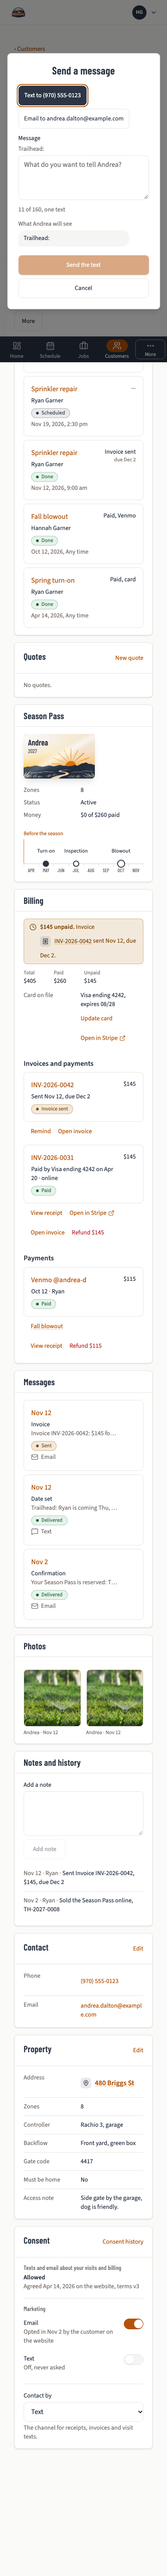 HG
‹ Customers
Send a message
Text to (970) 555-0123
Email to andrea.dalton@example.com
Message
Trailhead:
What do you want to tell Andrea?
11 of 160, one text
What Andrea will see
Trailhead:
Send the text
Cancel
More
Home
Schedule
Jobs
Customers
More
Sprinkler repair
—
Ryan Garner
Scheduled
Nov 19, 2026, 2:30 pm
Sprinkler repair
Invoice sent
due Dec 2
Ryan Garner
Done
Nov 12, 2026, 9:00 am
Fall blowout
Paid, Venmo
Hannah Garner
Done
Oct 12, 2026, Any time
Spring turn-on
Paid, card
Ryan Garner
Done
Apr 14, 2026, Any time
Quotes
New quote
No quotes.
Season Pass
Andrea
2027
Zones
8
Status
Active
Money
$0 of $260 paid
Before the season
Turn-on
Inspection
Blowout
APR MAY JUN JUL AUG SEP OCT NOV
Billing
$145 unpaid. Invoice
INV-2026-0042 sent Nov 12, due
Dec 2.
Total
$405
Paid
$260
Unpaid
$145
Card on file
Visa ending 4242,
expires 08/28
Update card
Open in Stripe
Invoices and payments
INV-2026-0042
$145
Sent Nov 12, due Dec 2
Invoice sent
Remind
Open invoice
INV-2026-0031
$145
Paid by Visa ending 4242 on Apr
20 · online
Paid
View receipt
Open in Stripe
Open invoice
Refund $145
Payments
Venmo @andrea-d
$115
Oct 12 · Ryan
Paid
Fall blowout
View receipt
Refund $115
Messages
Nov 12
Invoice
Invoice INV-2026-0042: $145 fo…
Sent
Email
Nov 12
Date set
Trailhead: Ryan is coming Thu, …
Delivered
Text
Nov 2
Confirmation
Your Season Pass is reserved: T…
Delivered
Email
Photos
Andrea · Nov 12
Andrea · Nov 12
Notes and history
Add a note
Add note
Nov 12 · Ryan · Sent Invoice INV-2026-0042,
$145, due Dec 2
Nov 2 · Ryan · Sold the Season Pass online,
TH-2027-0008
Contact
Edit
Phone
(970) 555-0123
Email
andrea.dalton@exampl
e.com
Property
Edit
Address
480 Briggs St
Zones
8
Controller
Rachio 3, garage
Backflow
Front yard, green box
Gate code
4417
Must be home
No
Access note
Side gate by the garage,
dog is friendly.
Consent
Consent history
Texts and email about your visits and billing
Allowed
Agreed Apr 14, 2026 on the website, terms v3
Marketing
Email
Opted in Nov 2 by the customer on
the website
Text
Off, never asked
Contact by
Text
The channel for receipts, invoices and visit
texts.